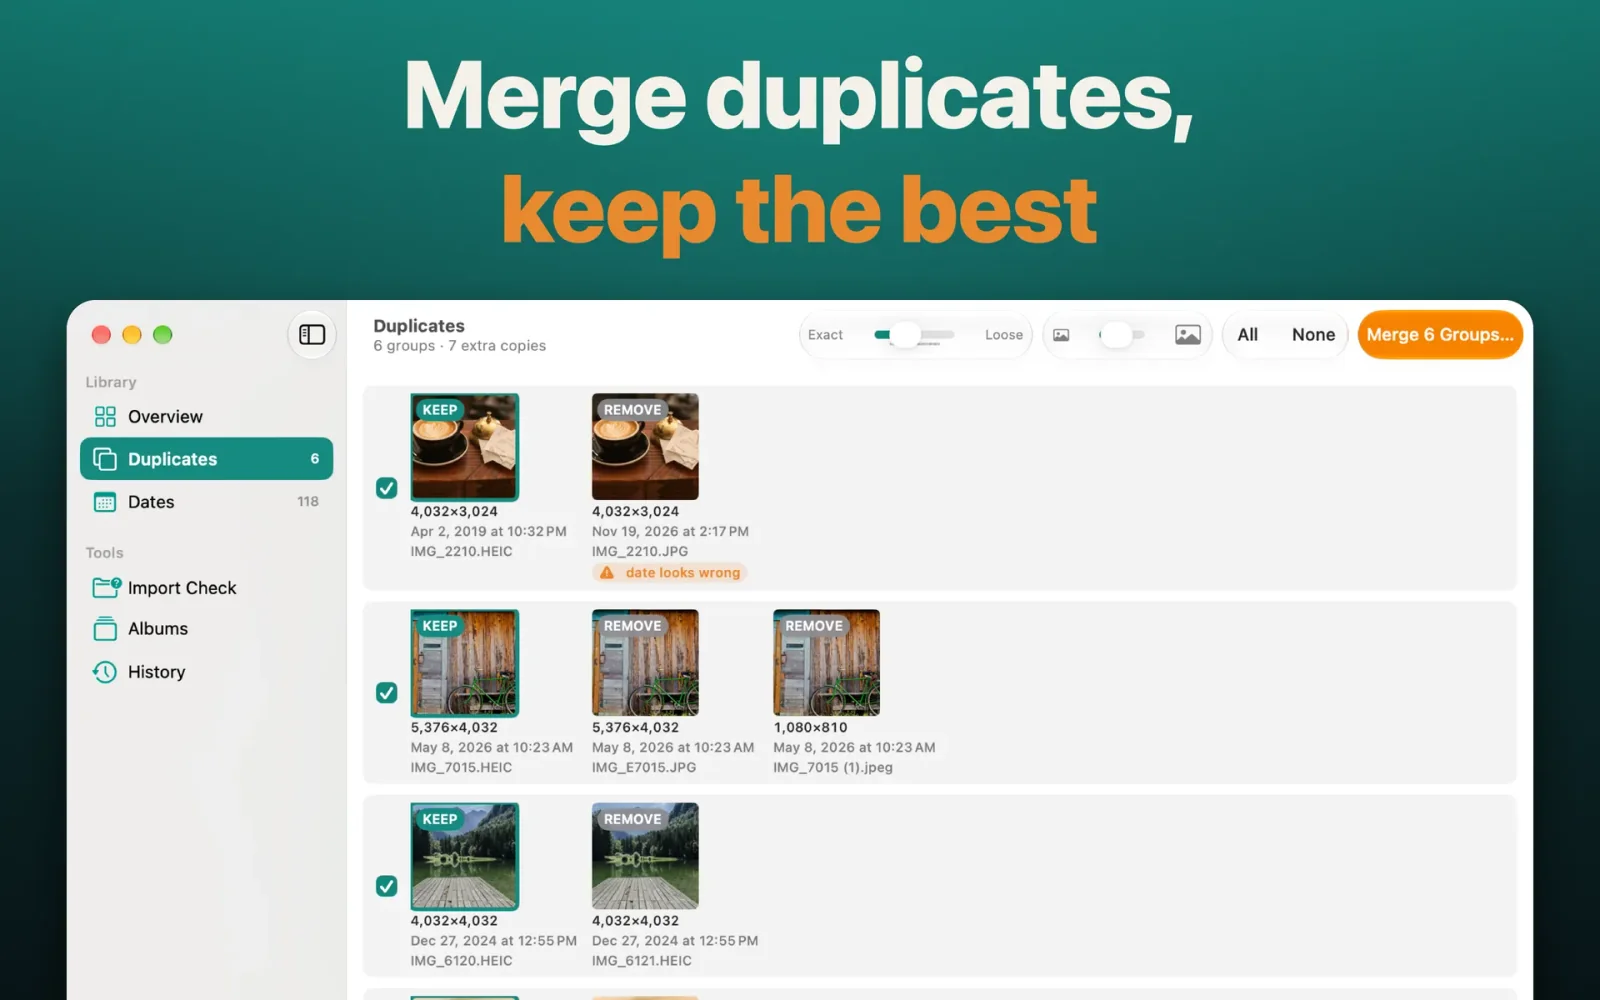 Merge duplicates,
keep the best
Duplicates
6 groups · 7 extra copies
Exact
Loose
All
None
Merge 6 Groups...
Library
Overview
Duplicates 6
Dates 118
Tools
Import Check
Albums
History
KEEP
4,032×3,024
Apr 2, 2019 at 10:32 PM
IMG_2210.HEIC
REMOVE
4,032×3,024
Nov 19, 2026 at 2:17 PM
IMG_2210.JPG
date looks wrong
KEEP
5,376×4,032
May 8, 2026 at 10:23 AM
IMG_7015.HEIC
REMOVE
5,376×4,032
May 8, 2026 at 10:23 AM
IMG_E7015.JPG
REMOVE
1,080×810
May 8, 2026 at 10:23 AM
IMG_7015 (1).jpeg
KEEP
4,032×4,032
Dec 27, 2024 at 12:55 PM
IMG_6120.HEIC
REMOVE
4,032×4,032
Dec 27, 2024 at 12:55 PM
IMG_6121.HEIC